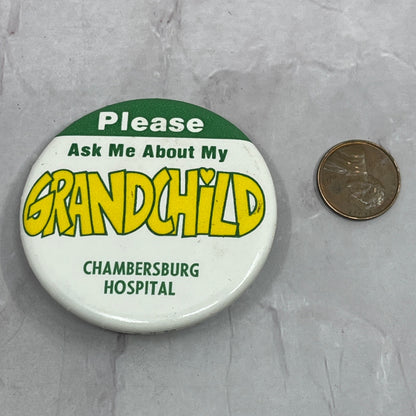 Please
Ask Me About My
GRANDCHiLD
CHAMBERSBURG
HOSPITAL